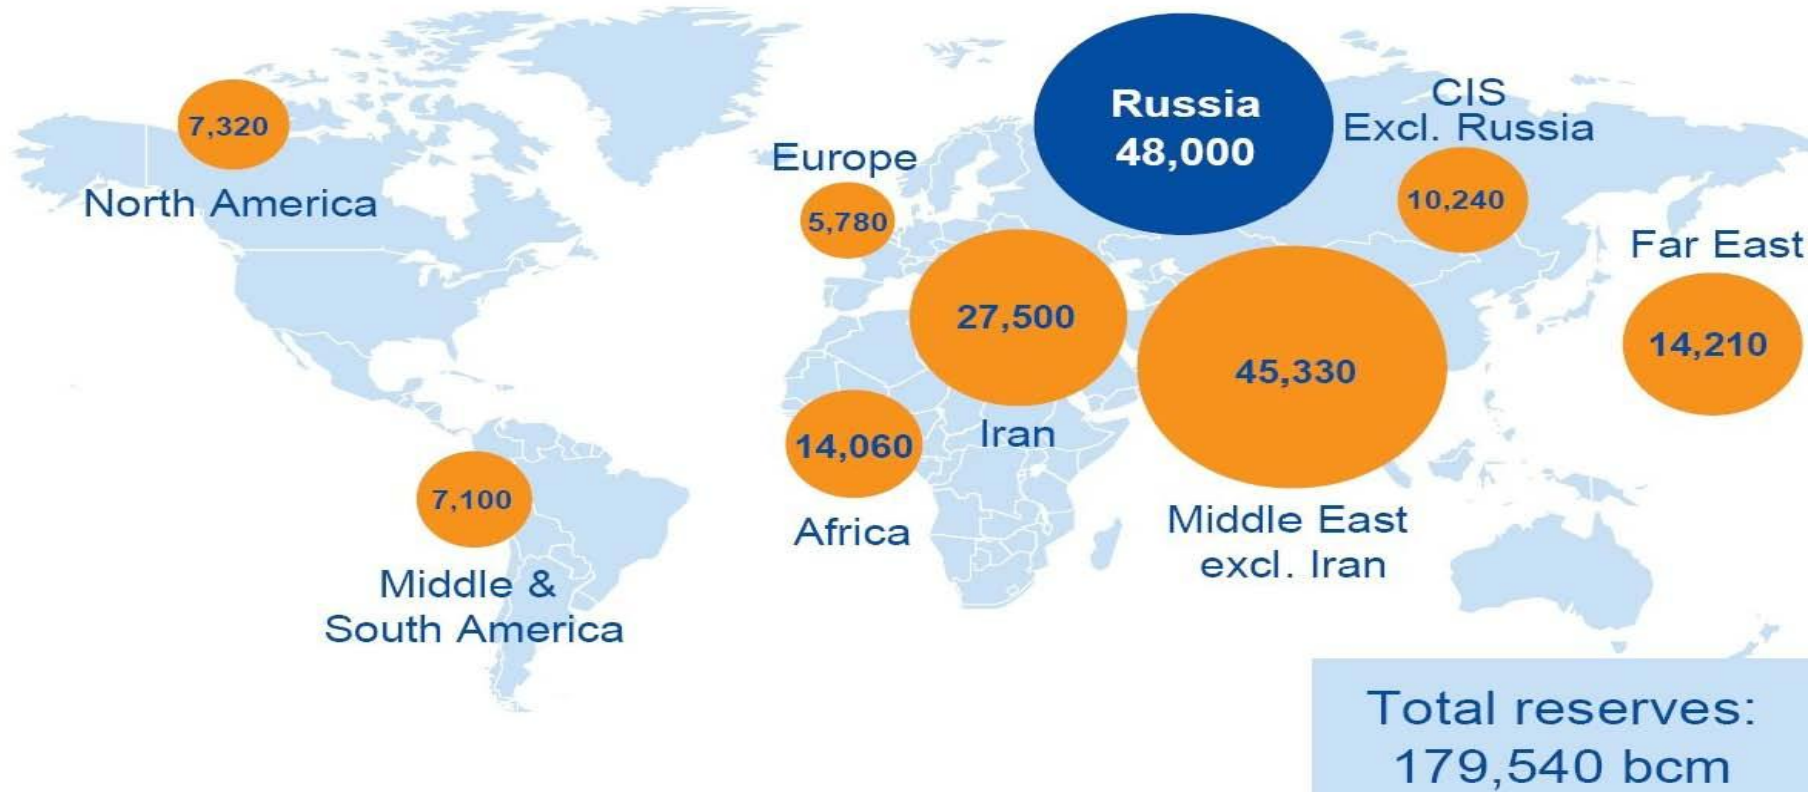 7,320
North America
Europe
5,780
Russia
48,000
CIS
Excl. Russia
10,240
Far East
14,210
27,500
Iran
45,330
Middle East
excl. Iran
14,060
Africa
7,100
Middle &
South America
Total reserves:
179,540 bcm